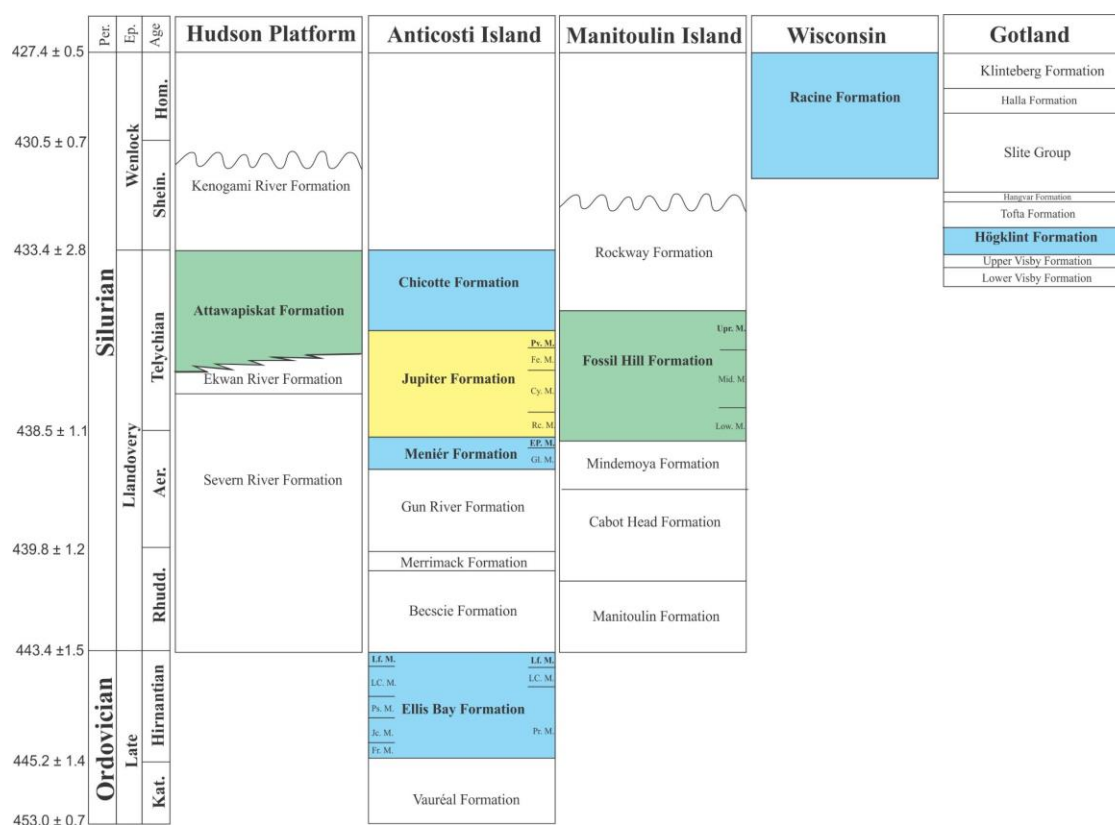 Per.
Ep.
Age
Hudson Platform
Anticosti Island
Manitoulin Island
Wisconsin
Gotland
427.4 ± 0.5
430.5 ± 0.7
433.4 ± 2.8
438.5 ± 1.1
439.8 ± 1.2
443.4 ±1.5
445.2 ± 1.4
453.0 ± 0.7
Silurian
Ordovician
Wenlock
Llandovery
Late
Hom.
Shein.
Telychian
Aer.
Rhudd.
Hirnantian
Kat.
Kenogami River Formation
Attawapiskat Formation
Ekwan River Formation
Severn River Formation
Chicotte Formation
Jupiter Formation
Pv. M.
Fe. M.
Cy. M.
Rc. M.
Meniér Formation
EP. M.
Gl. M.
Gun River Formation
Merrimack Formation
Becscie Formation
Ellis Bay Formation
Lf. M.
LC. M.
Ps. M.
Jc. M.
Fr. M.
Lf. M.
LC. M.
Pr. M.
Vauréal Formation
Rockway Formation
Fossil Hill Formation
Upr. M.
Mid. M.
Low. M.
Mindemoya Formation
Cabot Head Formation
Manitoulin Formation
Racine Formation
Klinteberg Formation
Halla Formation
Slite Group
Hangvar Formation
Tofta Formation
Högklint Formation
Upper Visby Formation
Lower Visby Formation